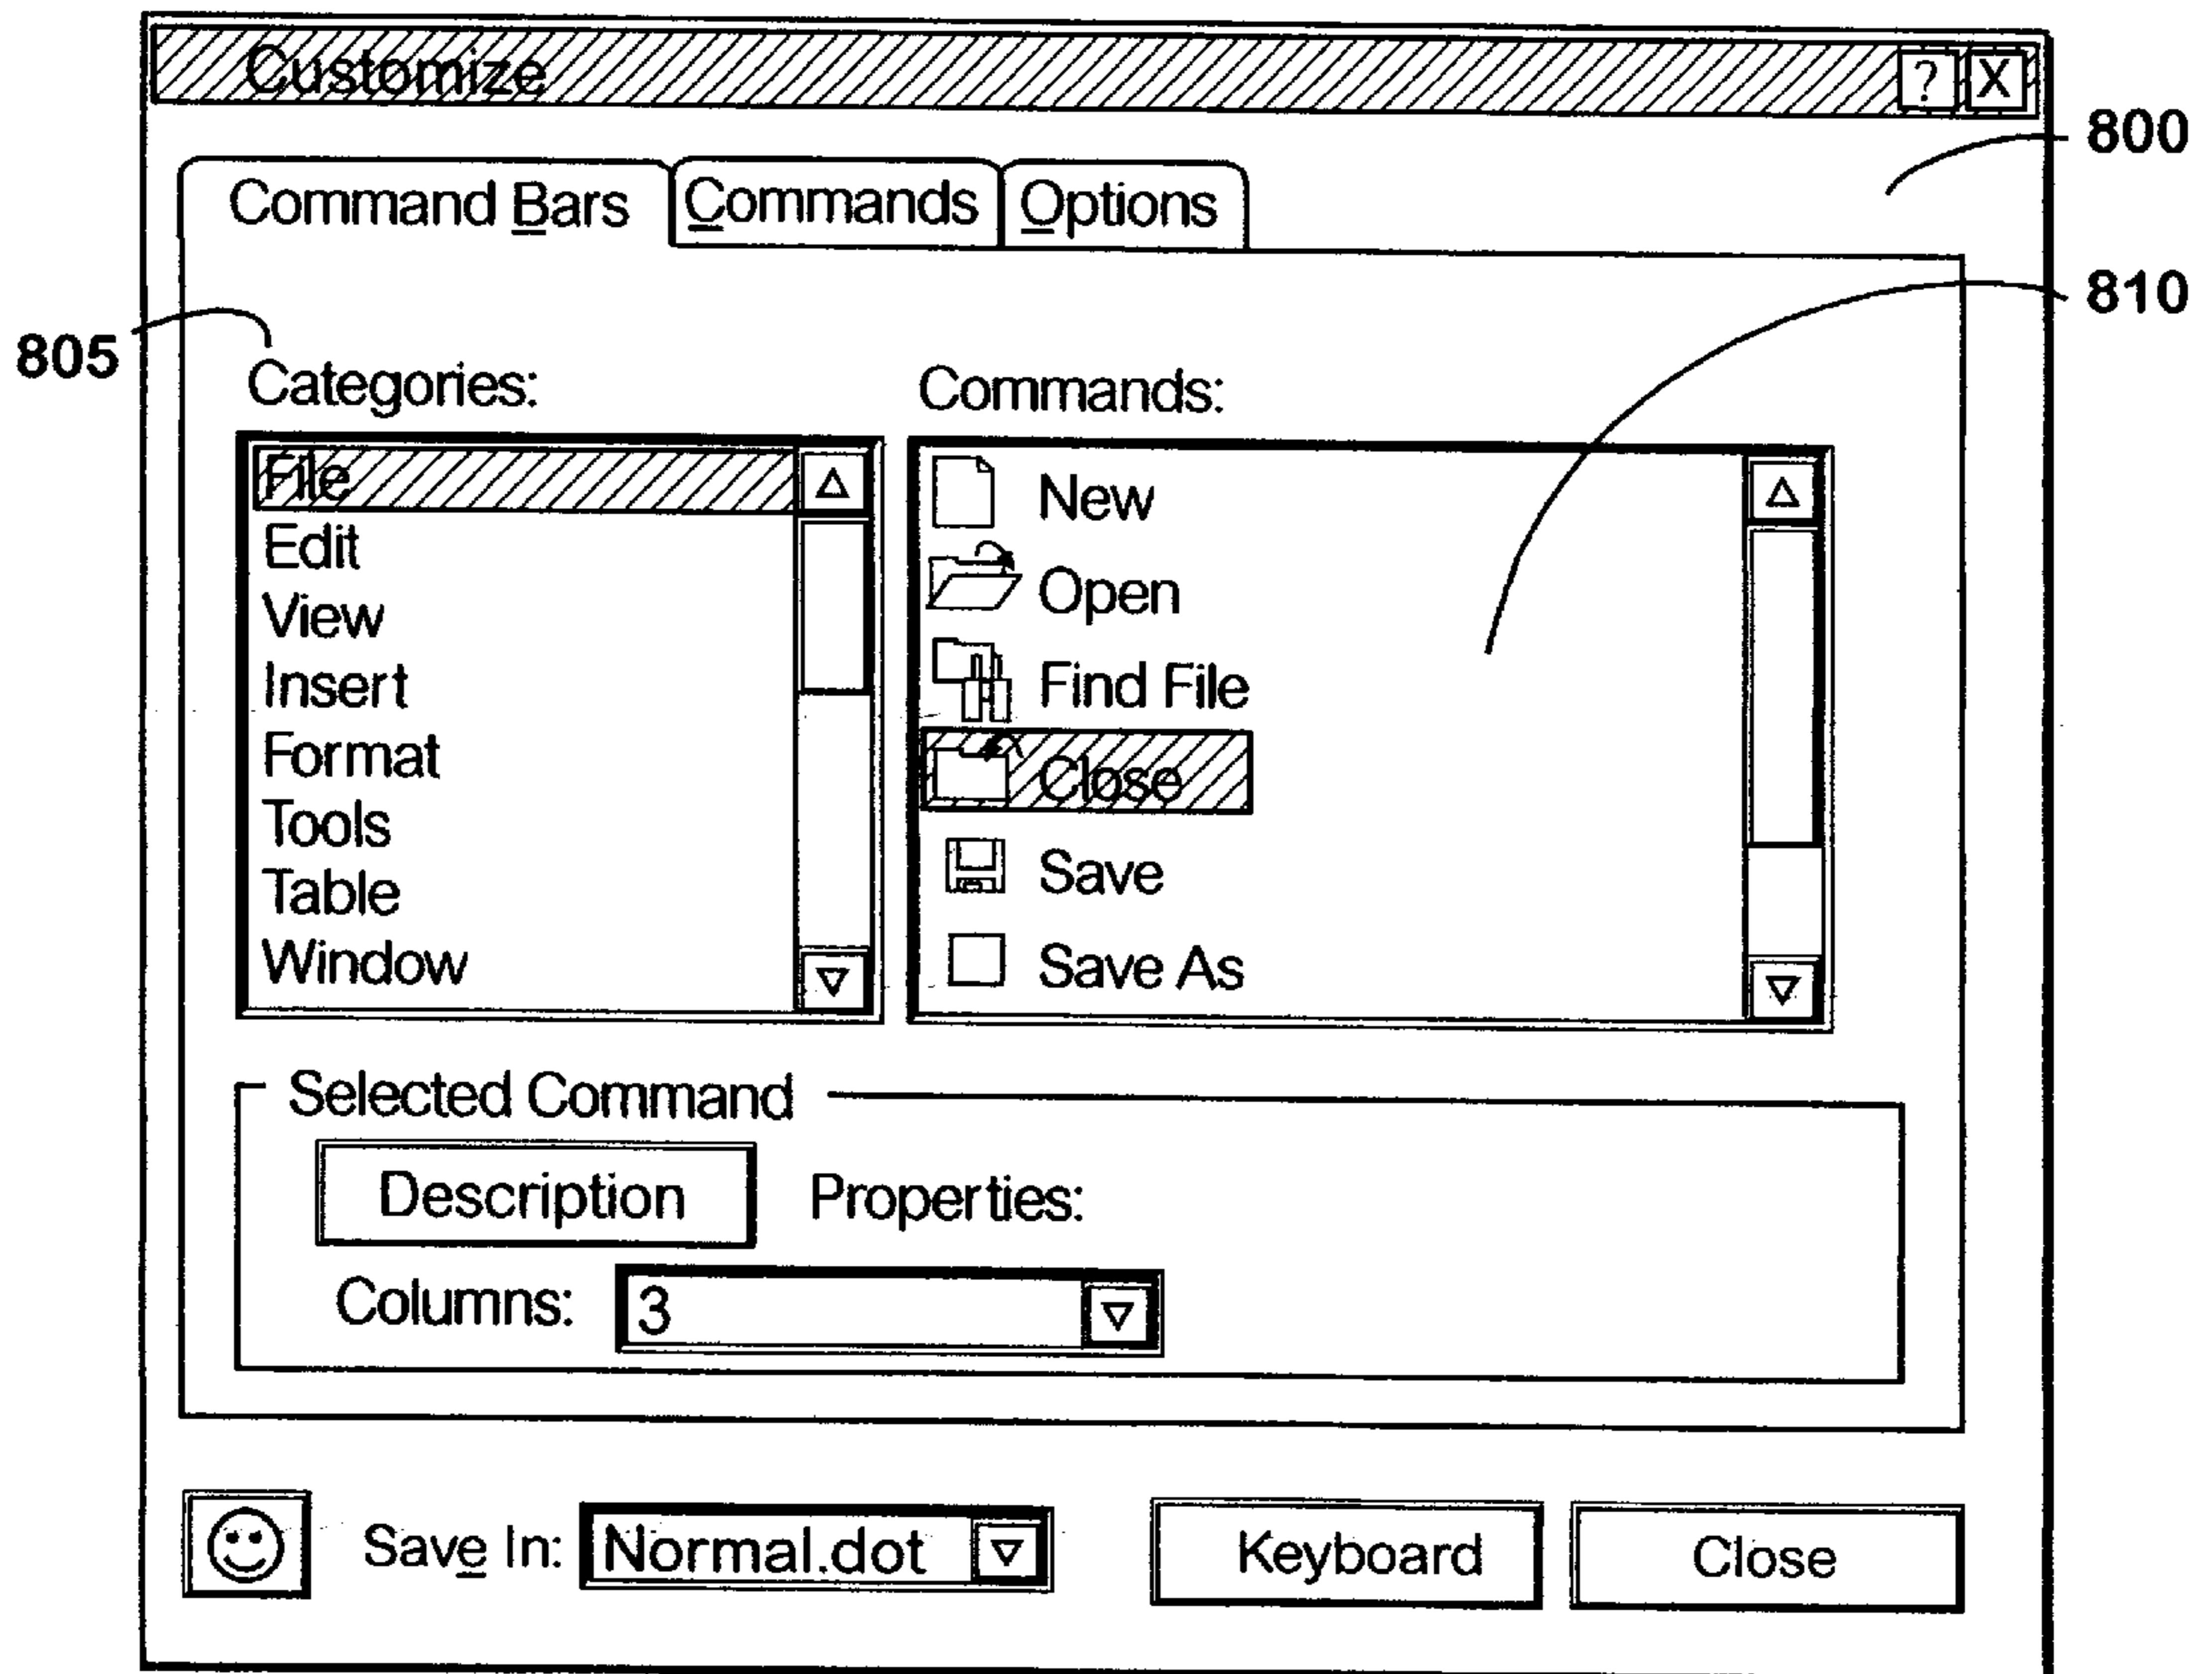 Customize ? X
800
Command Bars Commands Options
810
805
Categories: Commands:
File
Edit
View
Insert
Format
Tools
Table
Window
New
Open
Find File
Close
Save
Save As
Selected Command
Description Properties:
Columns: 3
Save In: Normal.dot Keyboard Close